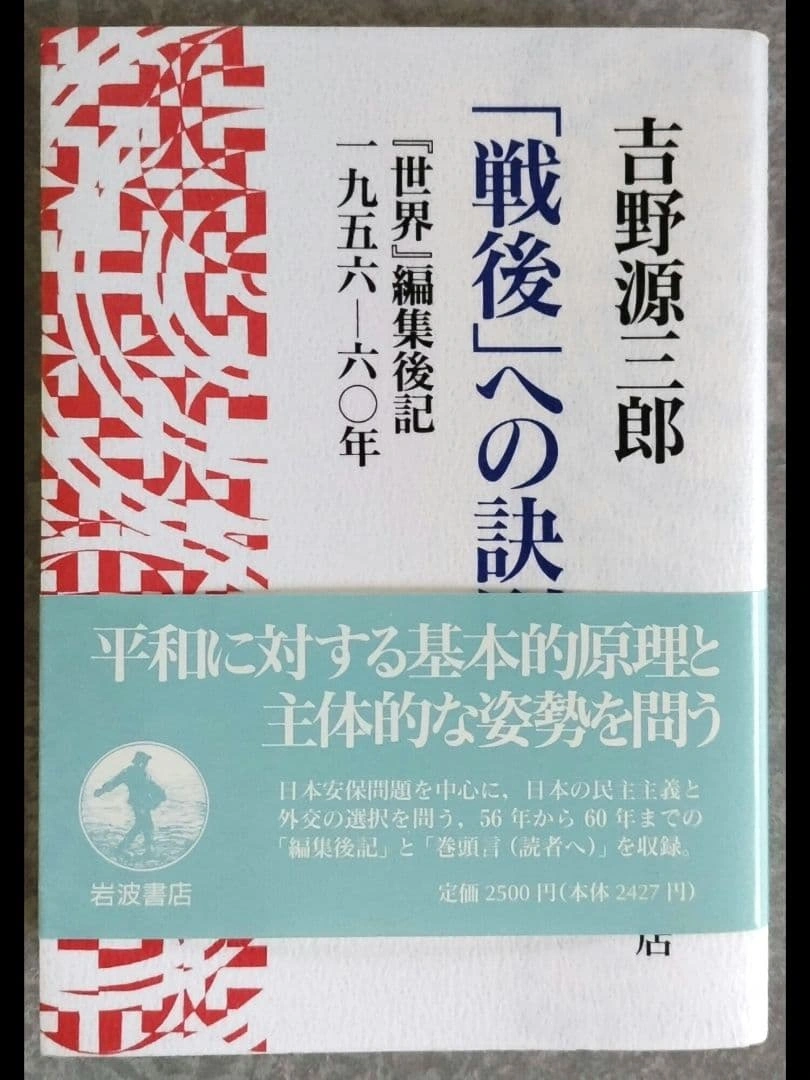 吉野源三郎
「戦後」への訣
『世界』編集後記
一九五六―六〇年
平和に対する基本的原理と
主体的な姿勢を問う
日本安保問題を中心に，日本の民主主義と
外交の選択を問う，56年から60年までの
「編集後記」と「巻頭言（読者へ）」を収録。
定価2500円（本体2427円）
岩波書店
店